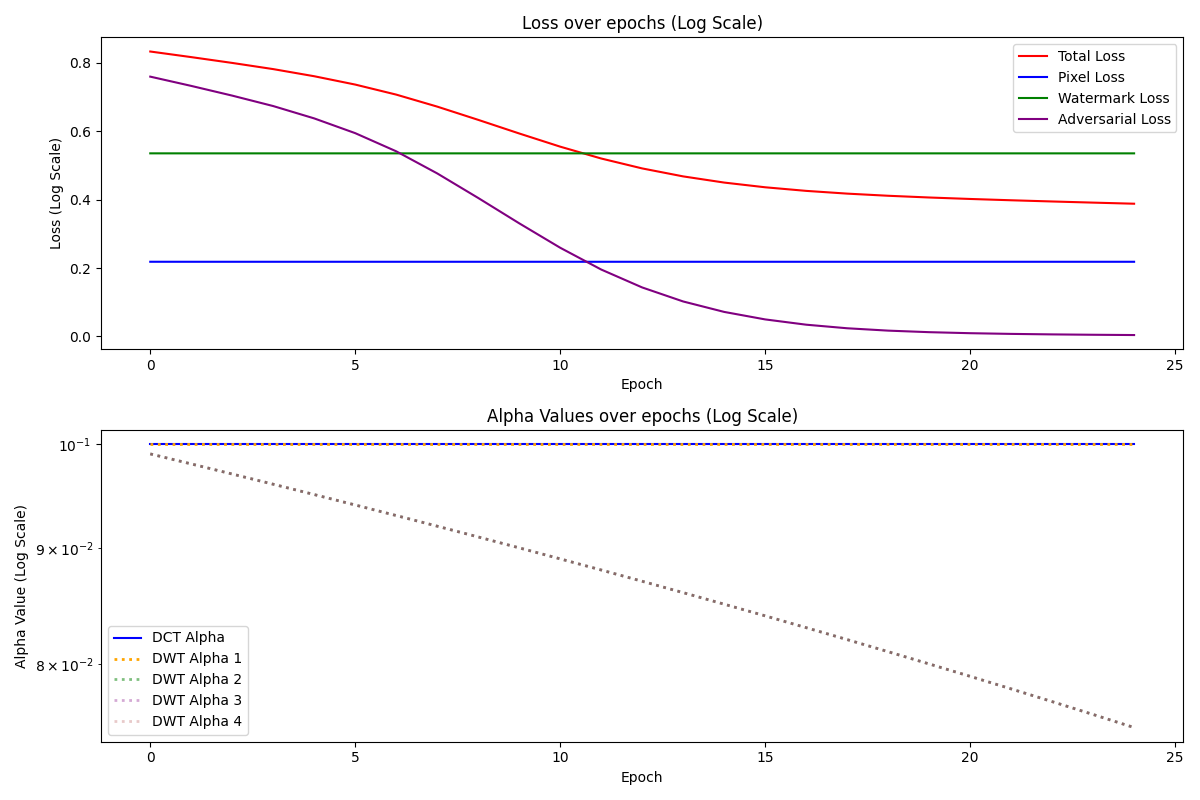 Loss over epochs (Log Scale)
Loss (Log Scale)
0.8
0.6
0.4
0.2
0.0
Total Loss
Pixel Loss
Watermark Loss
Adversarial Loss
0 5 10 15 20 25
Epoch
Alpha Values over epochs (Log Scale)
Alpha Value (Log Scale)
10⁻¹
9 × 10⁻²
8 × 10⁻²
DCT Alpha
DWT Alpha 1
DWT Alpha 2
DWT Alpha 3
DWT Alpha 4
0 5 10 15 20 25
Epoch